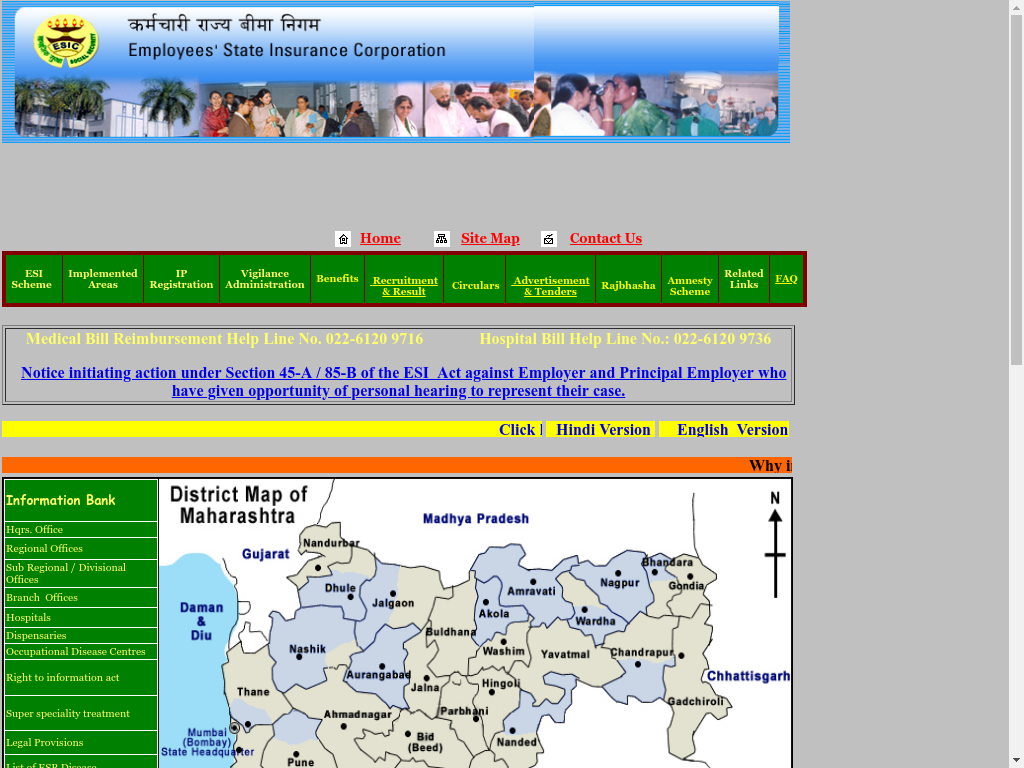 कर्मचारी राज्य बीमा निगम
Employees' State Insurance Corporation
ESIC
Home Site Map Contact Us
ESI Scheme
Implemented Areas
IP Registration
Vigilance Administration
Benefits
Recruitment & Result
Circulars
Advertisement & Tenders
Rajbhasha
Amnesty Scheme
Related Links
FAQ
Medical Bill Reimbursement Help Line No. 022-6120 9716 Hospital Bill Help Line No.: 022-6120 9736
Notice initiating action under Section 45-A / 85-B of the ESI Act against Employer and Principal Employer who
have given opportunity of personal hearing to represent their case.
Click Hindi Version English Version
Why
Information Bank
Hqrs. Office
Regional Offices
Sub Regional / Divisional
Offices
Branch Offices
Hospitals
Dispensaries
Occupational Disease Centres
Right to information act
Super speciality treatment
Legal Provisions
List of ESB Disease
District Map of
Maharashtra
N
Madhya Pradesh
Gujarat
Nandurbar
Bhandara
Dhule
Jalgaon
Amravati
Nagpur
Gondia
Daman
&
Diu
Akola
Wardha
Buldhana
Nashik
Washim
Yavatmal
Chandrapur
Aurangabad
Chhattisgarh
Jalna
Hingoli
Thane
Gadchiroli
Ahmadnagar
Parbhani
Mumbai
(Bombay)
State Headquarter
Bid
(Beed)
Nanded
Pune